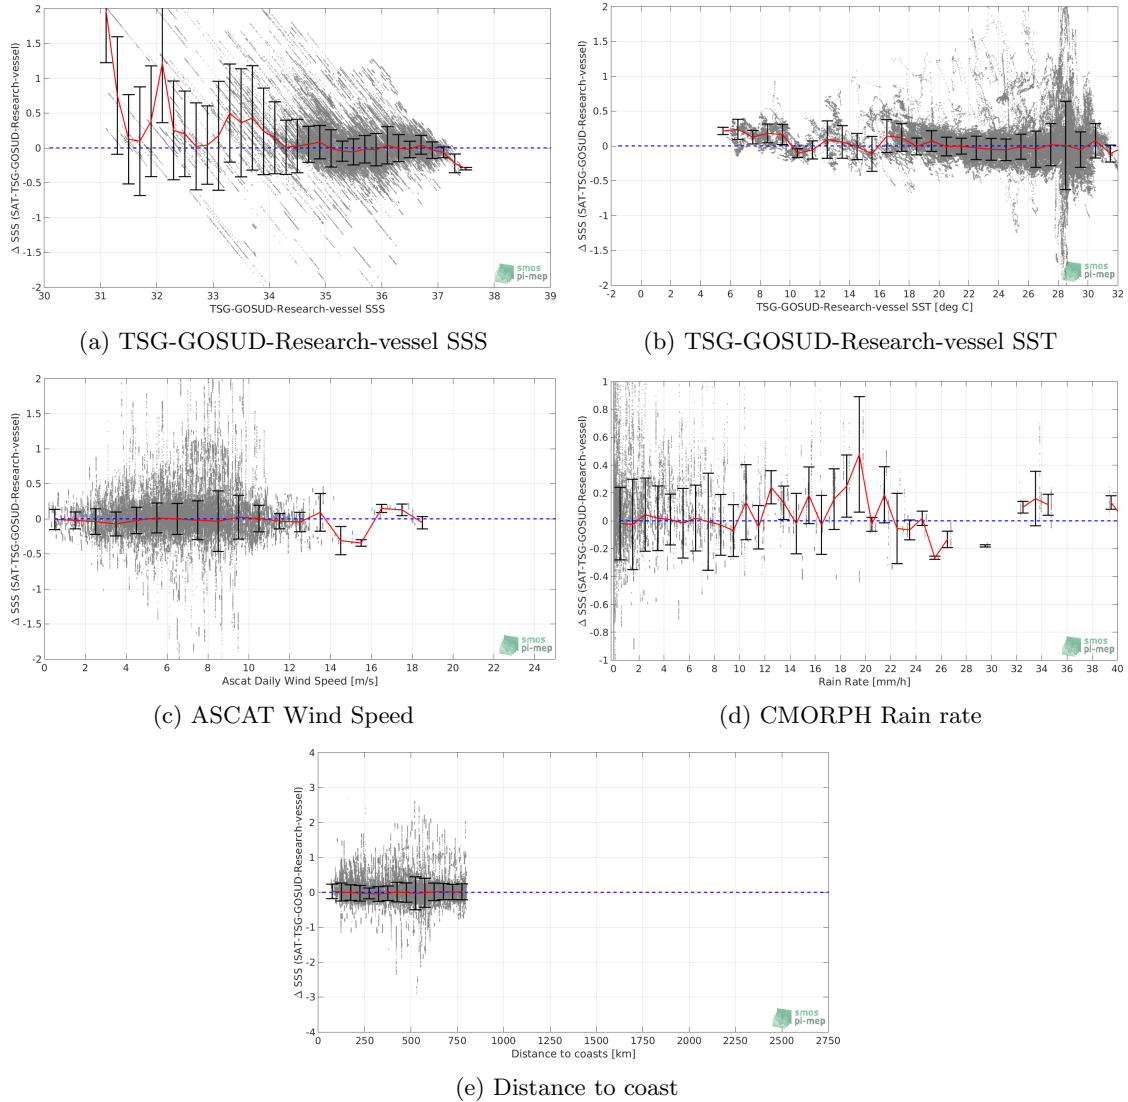 Δ SSS (SAT-TSG-GOSUD-Research-vessel)
2
1.5
1
0.5
0
-0.5
-1
-1.5
-2
30 31 32 33 34 35 36 37 38 39
TSG-GOSUD-Research-vessel SSS
smos
pi-mep
(a) TSG-GOSUD-Research-vessel SSS
Δ SSS (SAT-TSG-GOSUD-Research-vessel)
2
1.5
1
0.5
0
-0.5
-1
-1.5
-2
-2 0 2 4 6 8 10 12 14 16 18 20 22 24 26 28 30 32
TSG-GOSUD-Research-vessel SST [deg C]
smos
pi-mep
(b) TSG-GOSUD-Research-vessel SST
Δ SSS (SAT-TSG-GOSUD-Research-vessel)
2
1.5
1
0.5
0
-0.5
-1
-1.5
-2
0 2 4 6 8 10 12 14 16 18 20 22 24
Ascat Daily Wind Speed [m/s]
smos
pi-mep
(c) ASCAT Wind Speed
Δ SSS (SAT-TSG-GOSUD-Research-vessel)
1
0.8
0.6
0.4
0.2
0
-0.2
-0.4
-0.6
-0.8
-1
0 2 4 6 8 10 12 14 16 18 20 22 24 26 28 30 32 34 36 38 40
Rain Rate [mm/h]
smos
pi-mep
(d) CMORPH Rain rate
Δ SSS (SAT-TSG-GOSUD-Research-vessel)
4
3
2
1
0
-1
-2
-3
-4
0 250 500 750 1000 1250 1500 1750 2000 2250 2500 2750
Distance to coasts [km]
smos
pi-mep
(e) Distance to coast